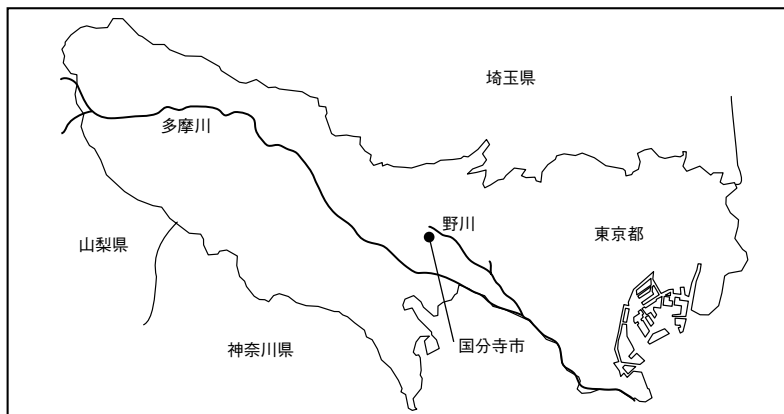 埼玉県
多摩川
野川
東京都
山梨県
国分寺市
神奈川県